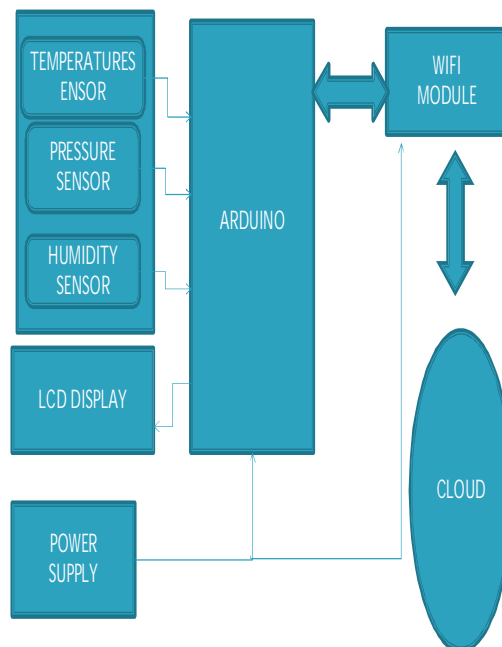 TEMPERATURES
ENSOR
PRESSURE
SENSOR
HUMIDITY
SENSOR
ARDUINO
WIFI
MODULE
LCD DISPLAY
POWER
SUPPLY
CLOUD